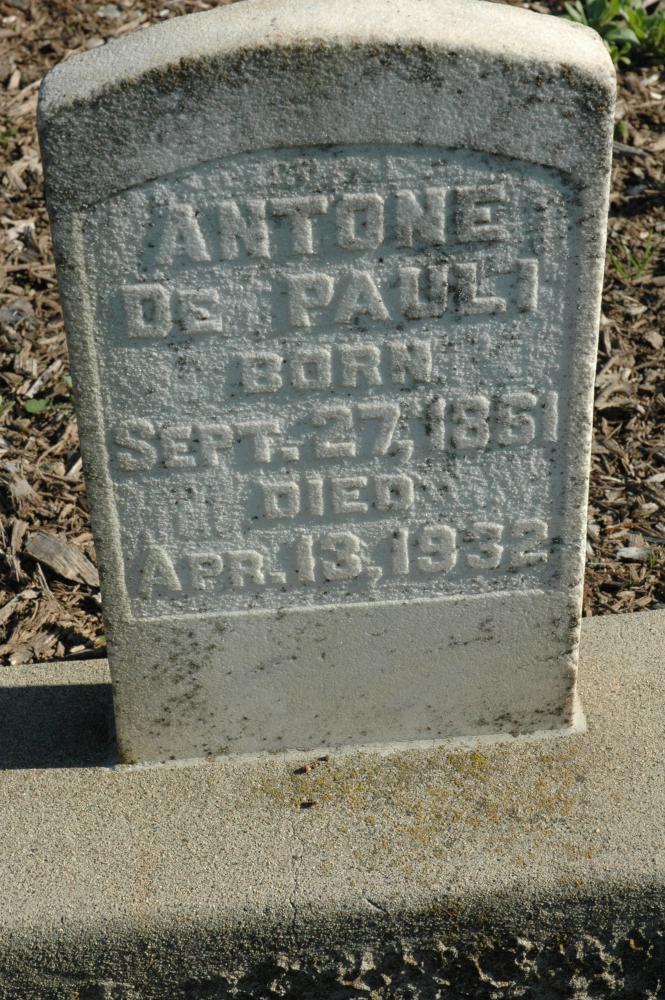 ANTONE
DE PAULI
BORN
SEPT. 27, 1861
DIED
APR. 13, 1932